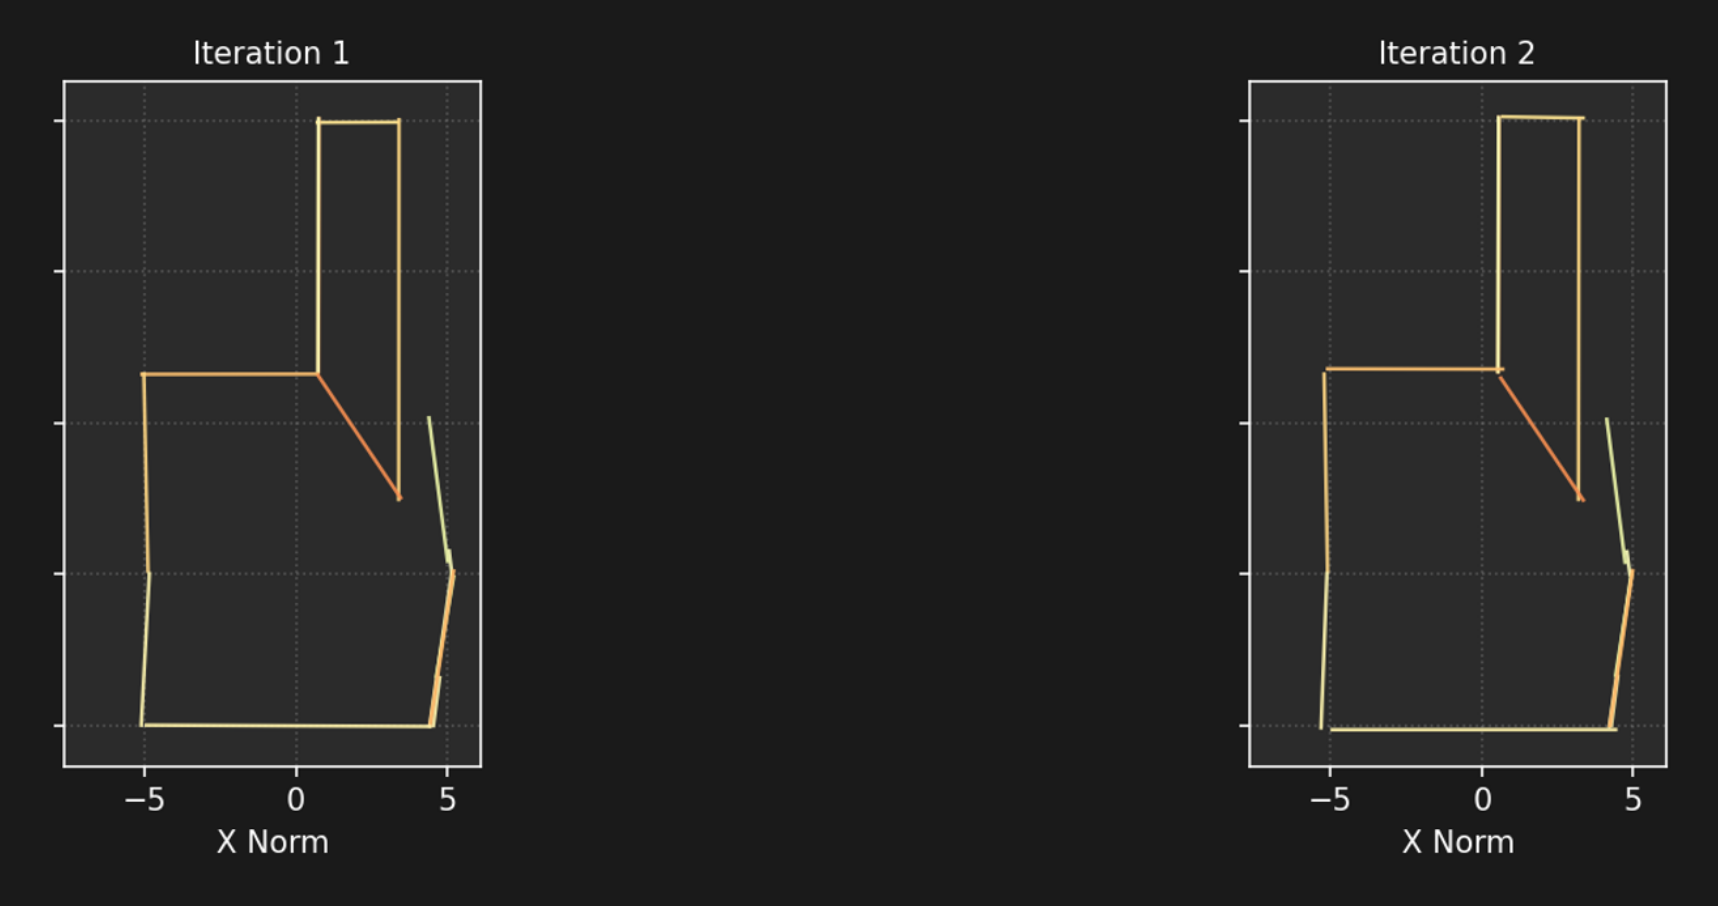 Iteration 1
−5 0 5
X Norm
Iteration 2
−5 0 5
X Norm